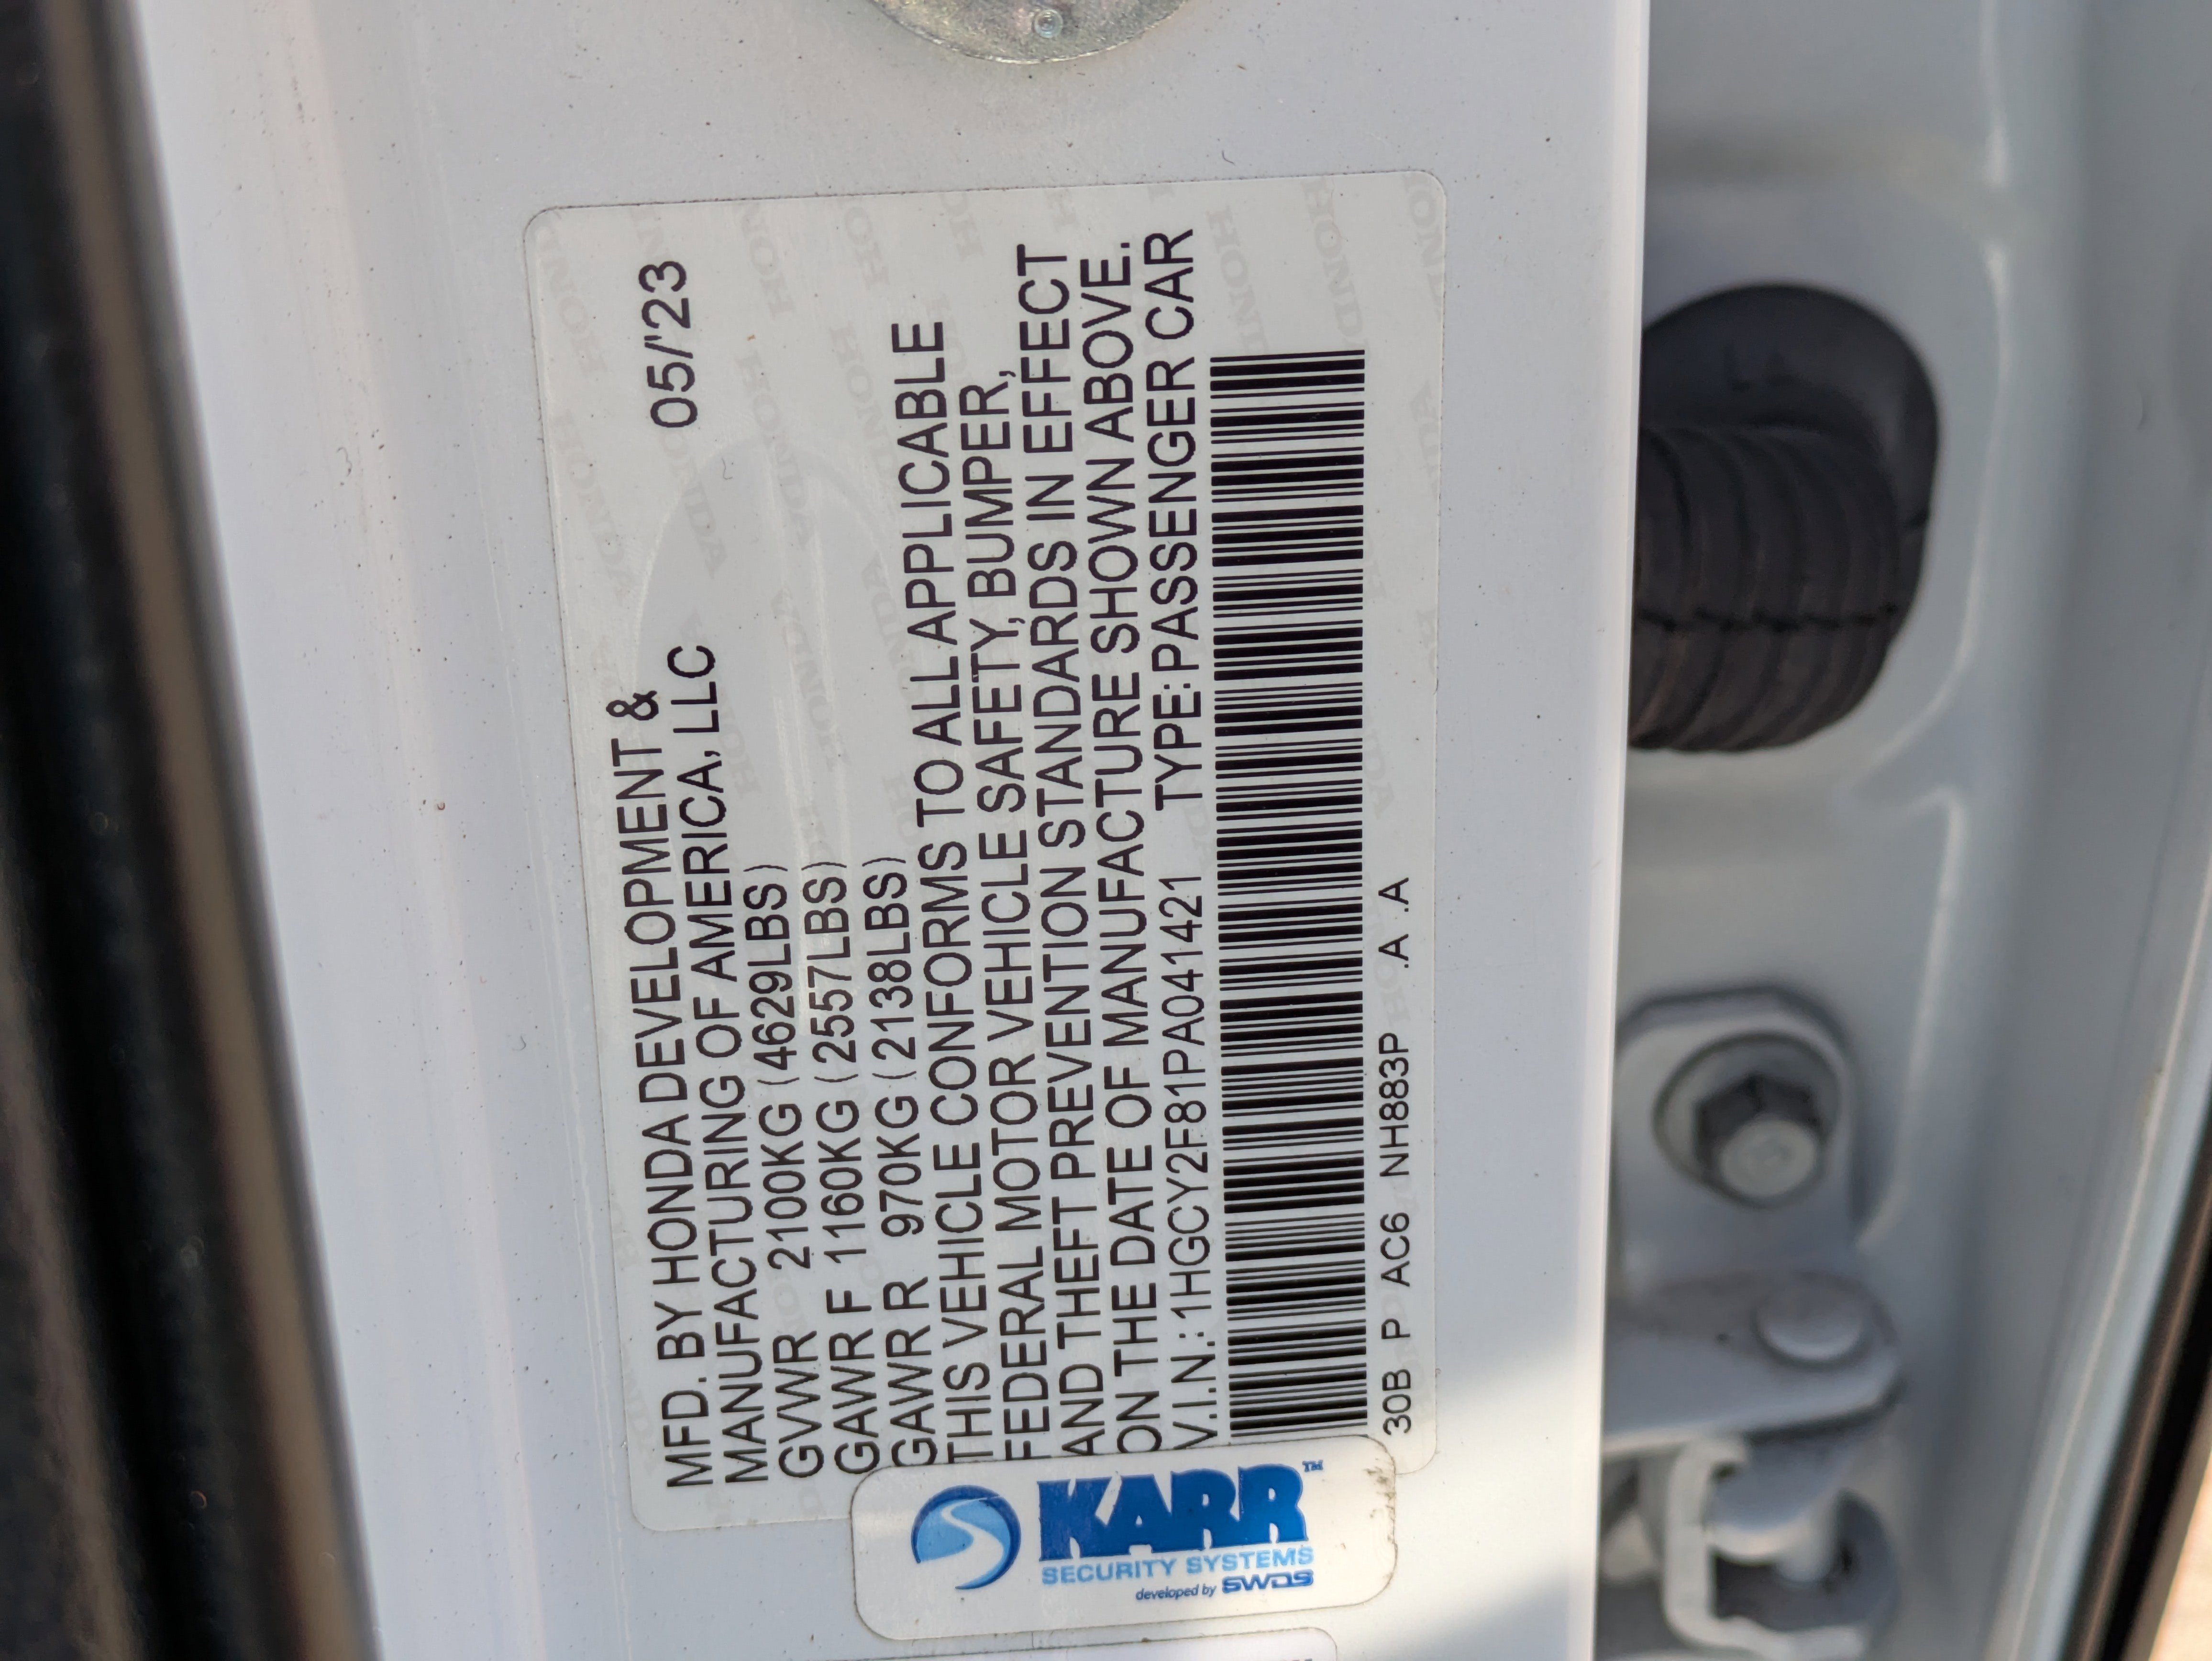 MFD. BY HONDA DEVELOPMENT &
MANUFACTURING OF AMERICA, LLC 05/'23
GVWR 2100KG (4629LBS)
GAWR F 1160KG (2557LBS)
GAWR R 970KG (2138LBS)
THIS VEHICLE CONFORMS TO ALL APPLICABLE
FEDERAL MOTOR VEHICLE SAFETY, BUMPER,
AND THEFT PREVENTION STANDARDS IN EFFECT
ON THE DATE OF MANUFACTURE SHOWN ABOVE.
V.I.N.: 1HGCY2F81PA041421 TYPE: PASSENGER CAR
30B P AC6 NH883P .A .A
KARR™
SECURITY SYSTEMS
developed by SWDS